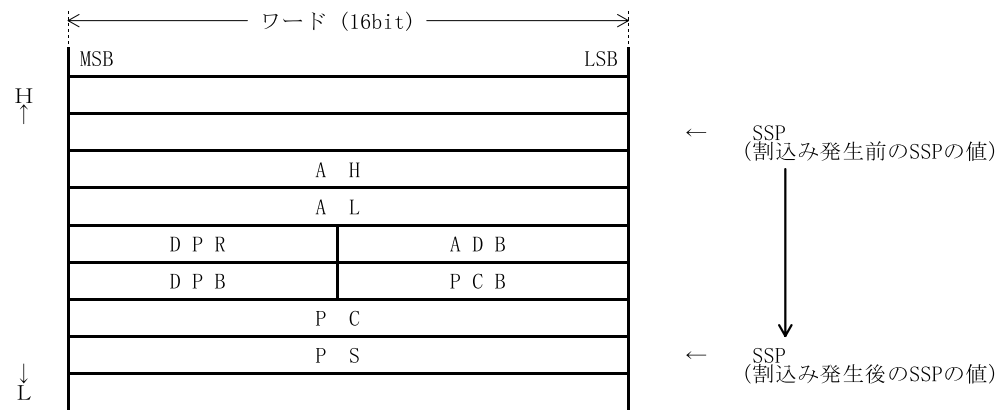 ワード (16bit)
MSB LSB
H
↑
← SSP
(割込み発生前のSSPの値)
A H
A L
D P R A D B
D P B P C B
P C
P S ← SSP
(割込み発生後のSSPの値)
↓
L